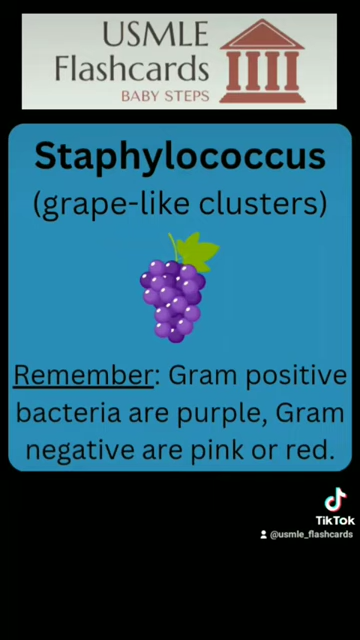 USMLE
Flashcards
BABY STEPS
Staphylococcus
(grape-like clusters)
Remember: Gram positive
bacteria are purple, Gram
negative are pink or red.
TikTok
@usmle_flashcards